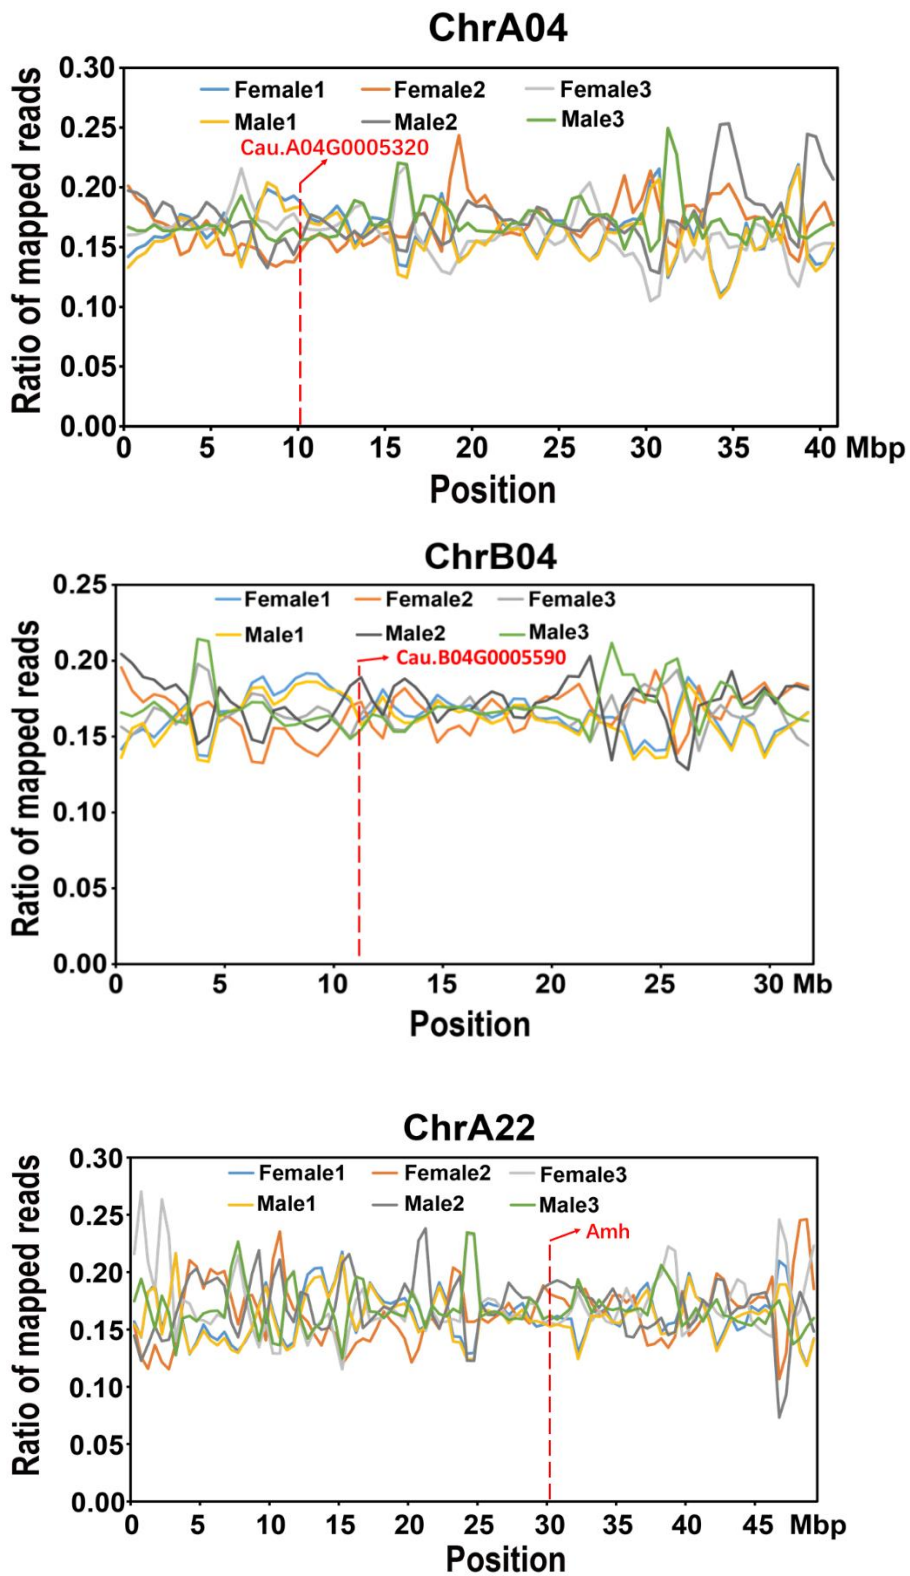 ChrA04
Ratio of mapped reads
0.30
0.25
0.20
0.15
0.10
0.05
0.00
Female1 Female2 Female3
Male1 Male2 Male3
Cau.A04G0005320
0 5 10 15 20 25 30 35 40 Mbp
Position
ChrB04
Ratio of mapped reads
0.25
0.20
0.15
0.10
0.05
0.00
Female1 Female2 Female3
Male1 Male2 Male3
Cau.B04G0005590
0 5 10 15 20 25 30 Mb
Position
ChrA22
Ratio of mapped reads
0.30
0.25
0.20
0.15
0.10
0.05
0.00
Female1 Female2 Female3
Male1 Male2 Male3
Amh
0 5 10 15 20 25 30 35 40 45 Mbp
Position